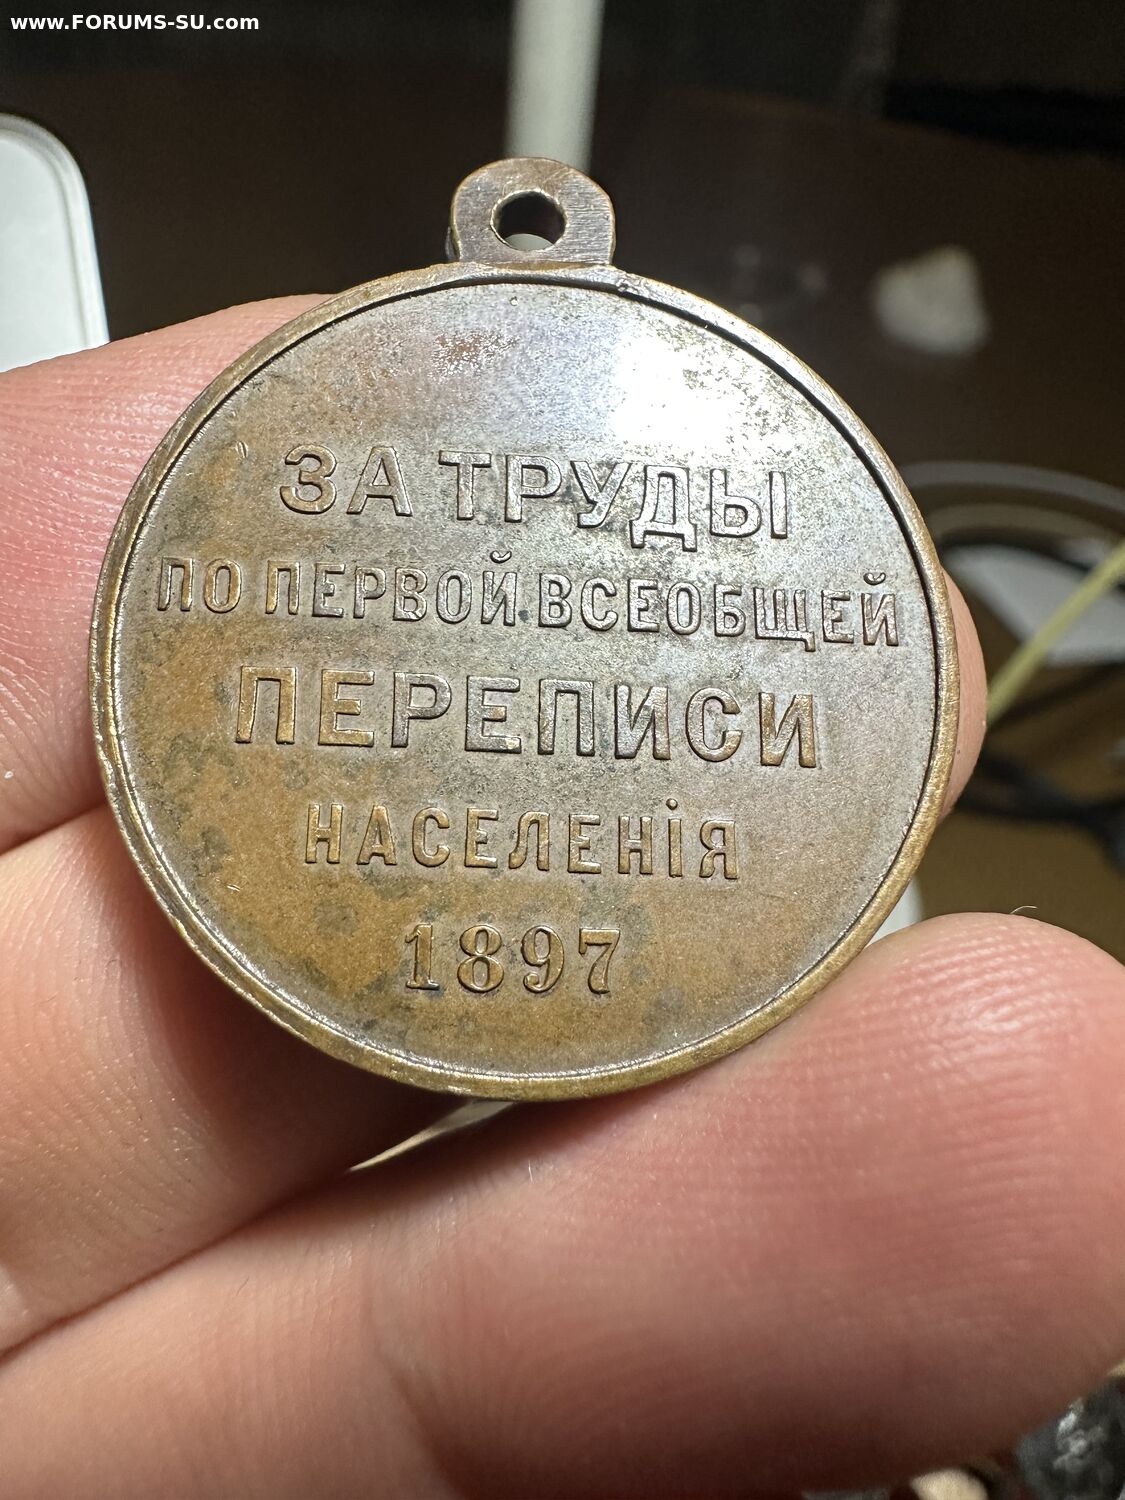 www.FORUMS-SU.com
ЗА ТРУДЫ
ПО ПЕРВОЙ ВСЕОБЩЕЙ
ПЕРЕПИСИ
НАСЕЛЕНІЯ
1897